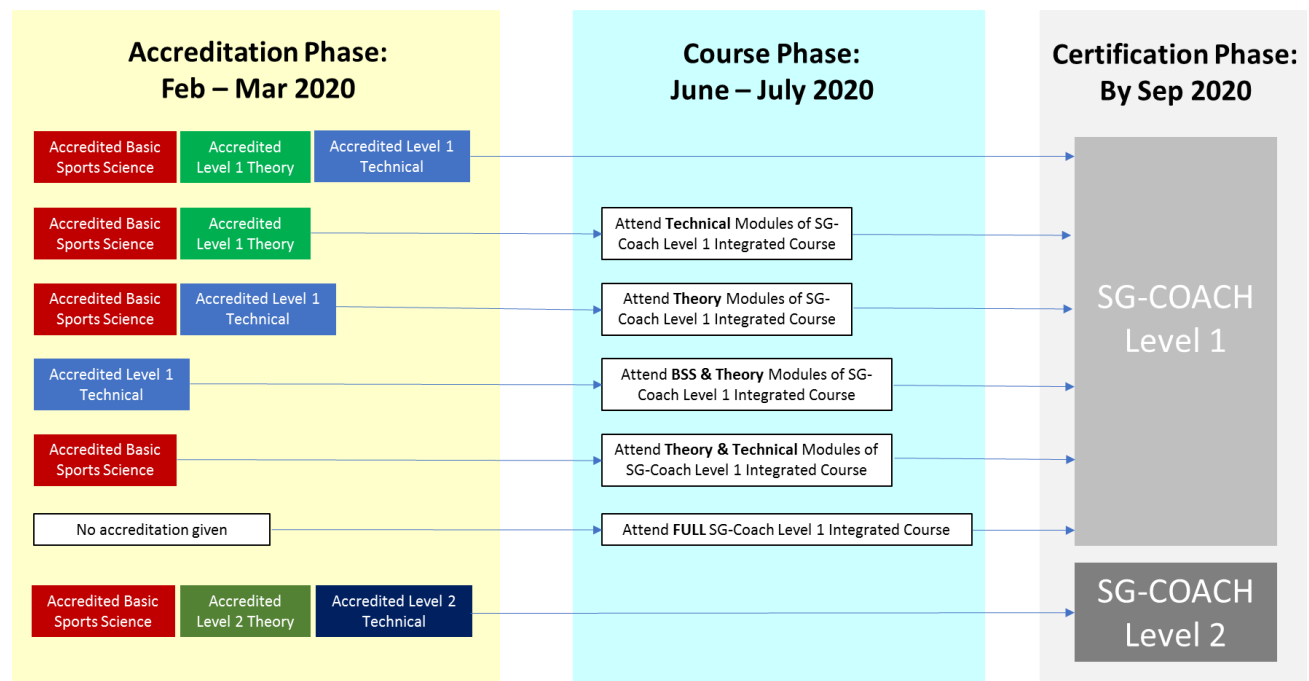 Accreditation Phase:
Feb – Mar 2020
Course Phase:
June – July 2020
Certification Phase:
By Sep 2020
Accredited Basic
Sports Science
Accredited
Level 1 Theory
Accredited Level 1
Technical
Accredited Basic
Sports Science
Accredited
Level 1 Theory
Attend Technical Modules of SG-
Coach Level 1 Integrated Course
Accredited Basic
Sports Science
Accredited Level 1
Technical
Attend Theory Modules of SG-
Coach Level 1 Integrated Course
Accredited Level 1
Technical
Attend BSS & Theory Modules of SG-
Coach Level 1 Integrated Course
Accredited Basic
Sports Science
Attend Theory & Technical Modules of
SG-Coach Level 1 Integrated Course
No accreditation given
Attend FULL SG-Coach Level 1 Integrated Course
SG-COACH
Level 1
Accredited Basic
Sports Science
Accredited
Level 2 Theory
Accredited Level 2
Technical
SG-COACH
Level 2